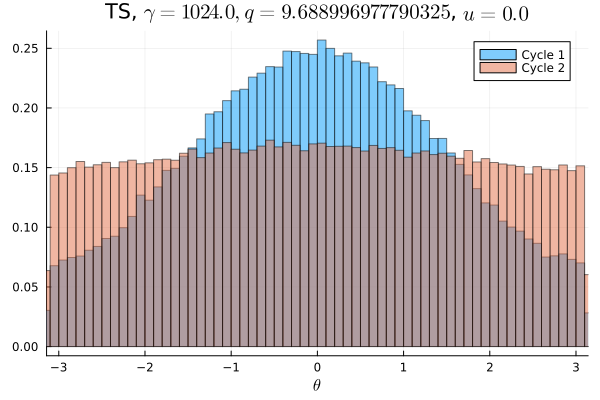 TS, γ = 1024.0, q = 9.688996977790325, u = 0.0
Cycle 1
Cycle 2
0.25
0.20
0.15
0.10
0.05
0.00
−3 −2 −1 0 1 2 3
θ